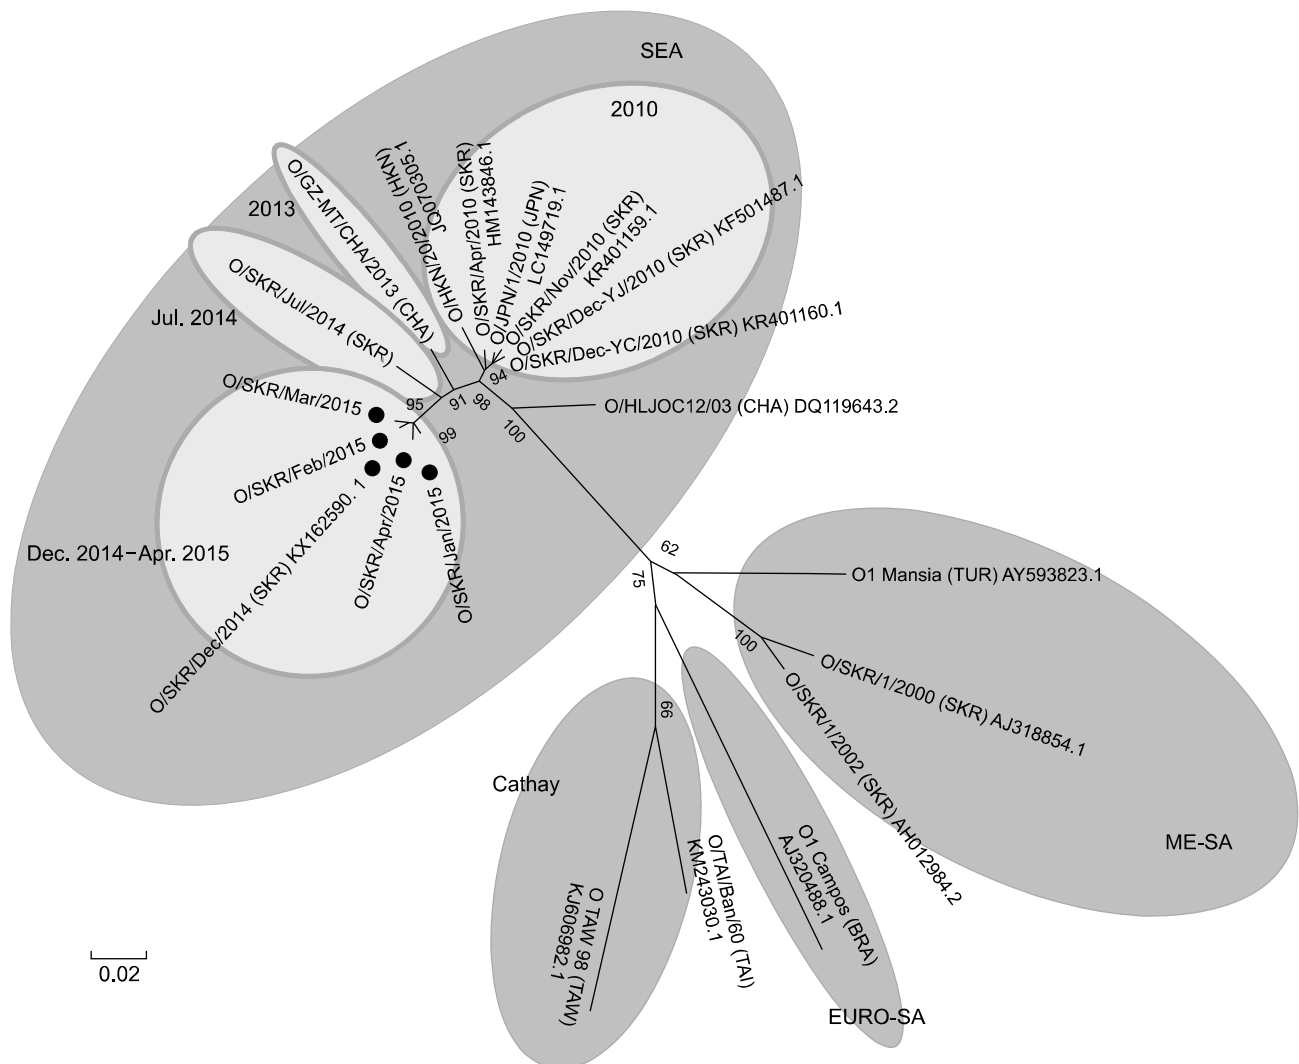 SEA
2010
2013
Jul. 2014
Dec. 2014–Apr. 2015
O/GZ-MT/CHA/2013 (CHA)
O/HKN/20/2010 (HKN)
JQ070305.1
O/SKR/Apr/2010 (SKR)
HM143846.1
O/JPN/1/2010 (JPN)
LC149719.1
O/SKR/Nov/2010 (SKR)
KR401159.1
O/SKR/Dec-YJ/2010 (SKR) KF501487.1
O/SKR/Dec-YC/2010 (SKR) KR401160.1
O/SKR/Jul/2014 (SKR)
O/SKR/Mar/2015
O/SKR/Feb/2015
O/SKR/Dec/2014 (SKR) KX162590. 1
O/SKR/Apr/2015
O/SKR/Jan/2015
95
99
91
98
94
100
O/HLJOC12/03 (CHA) DQ119643.2
62
75
O1 Mansia (TUR) AY593823.1
100
O/SKR/1/2000 (SKR) AJ318854.1
O/SKR/1/2002 (SKR) AH012984.2
ME-SA
66
Cathay
O TAW 98 (TAW)
KJ606982.1
O/TAI/Ban/60 (TAI)
KM243030.1
O1 Campos (BRA)
AJ320488.1
EURO-SA
0.02